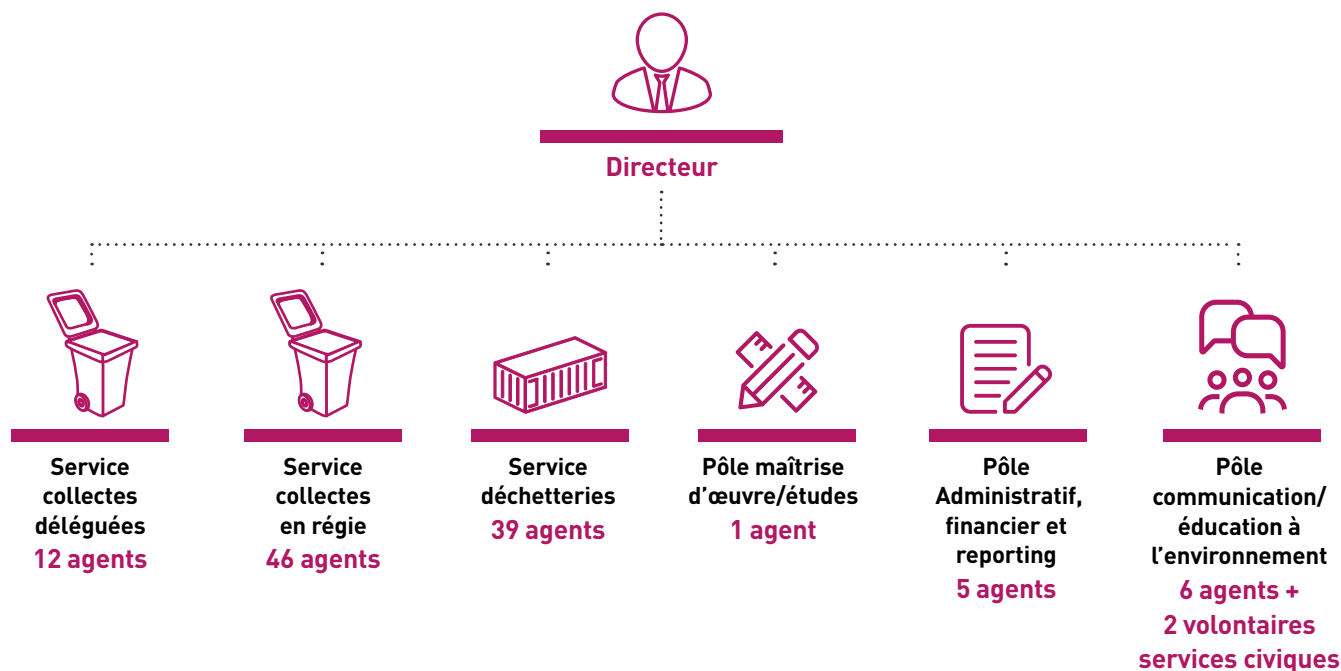 Directeur
Service
collectes
déléguées
12 agents
Service
collectes
en régie
46 agents
Service
déchetteries
39 agents
Pôle maîtrise
d’œuvre/études
1 agent
Pôle
Administratif,
financier et
reporting
5 agents
Pôle
communication/
éducation à
l’environnement
6 agents +
2 volontaires
services civiques